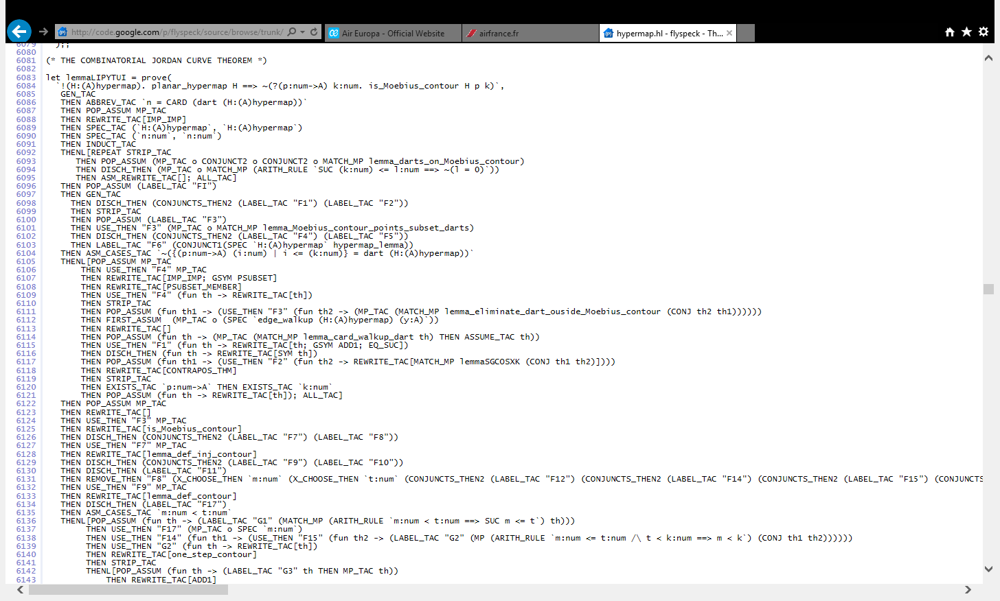 http://code.google.com/p/flyspeck/source/browse/trunk/
Air Europa - Official Website
airfrance.fr
hypermap.hl - flyspeck - Th...
6079   );;
6080
6081 (* THE COMBINATORIAL JORDAN CURVE THEOREM *)
6082
6083 let lemmaLIPYTUI = prove(
6084   `!(H:(A)hypermap). planar_hypermap H ==> ~(?(p:num->A) k:num. is_Moebius_contour H p k)`,
6085    GEN_TAC
6086    THEN ABBREV_TAC `n = CARD (dart (H:(A)hypermap))`
6087    THEN POP_ASSUM MP_TAC
6088    THEN REWRITE_TAC[IMP_IMP]
6089    THEN SPEC_TAC (`H:(A)hypermap`, `H:(A)hypermap`)
6090    THEN SPEC_TAC (`n:num`, `n:num`)
6091    THEN INDUCT_TAC
6092    THENL[REPEAT STRIP_TAC
6093       THEN POP_ASSUM (MP_TAC o CONJUNCT2 o CONJUNCT2 o MATCH_MP lemma_darts_on_Moebius_contour)
6094       THEN DISCH_THEN (MP_TAC o MATCH_MP (ARITH_RULE `SUC (k:num) <= l:num ==> ~(l = 0)`))
6095       THEN ASM_REWRITE_TAC[]; ALL_TAC]
6096    THEN POP_ASSUM (LABEL_TAC "FI")
6097    THEN GEN_TAC
6098      THEN DISCH_THEN (CONJUNCTS_THEN2 (LABEL_TAC "F1") (LABEL_TAC "F2"))
6099      THEN STRIP_TAC
6100      THEN POP_ASSUM (LABEL_TAC "F3")
6101      THEN USE_THEN "F3" (MP_TAC o MATCH_MP lemma_Moebius_contour_points_subset_darts)
6102      THEN DISCH_THEN (CONJUNCTS_THEN2 (LABEL_TAC "F4") (LABEL_TAC "F5"))
6103      THEN LABEL_TAC "F6" (CONJUNCT1(SPEC `H:(A)hypermap` hypermap_lemma))
6104    THEN ASM_CASES_TAC `~({(p:num->A) (i:num) | i <= (k:num)} = dart (H:(A)hypermap))`
6105    THENL[POP_ASSUM MP_TAC
6106        THEN USE_THEN "F4" MP_TAC
6107        THEN REWRITE_TAC[IMP_IMP; GSYM PSUBSET]
6108        THEN REWRITE_TAC[PSUBSET_MEMBER]
6109        THEN USE_THEN "F4" (fun th -> REWRITE_TAC[th])
6110        THEN STRIP_TAC
6111        THEN POP_ASSUM (fun th1 -> (USE_THEN "F3" (fun th2 -> (MP_TAC (MATCH_MP lemma_eliminate_dart_ouside_Moebius_contour (CONJ th2 th1))))))
6112        THEN FIRST_ASSUM  (MP_TAC o (SPEC `edge_walkup (H:(A)hypermap) (y:A)`))
6113        THEN REWRITE_TAC[]
6114        THEN POP_ASSUM (fun th -> (MP_TAC (MATCH_MP lemma_card_walkup_dart th) THEN ASSUME_TAC th))
6115        THEN USE_THEN "F1" (fun th -> REWRITE_TAC[th; GSYM ADD1; EQ_SUC])
6116        THEN DISCH_THEN (fun th -> REWRITE_TAC[SYM th])
6117        THEN POP_ASSUM (fun th1 -> (USE_THEN "F2" (fun th2 -> REWRITE_TAC[MATCH_MP lemmaSGCOSXK (CONJ th1 th2)])))
6118        THEN REWRITE_TAC[CONTRAPOS_THM]
6119        THEN STRIP_TAC
6120        THEN EXISTS_TAC `p:num->A` THEN EXISTS_TAC `k:num`
6121        THEN POP_ASSUM (fun th -> REWRITE_TAC[th]); ALL_TAC]
6122    THEN POP_ASSUM MP_TAC
6123    THEN REWRITE_TAC[]
6124    THEN USE_THEN "F3" MP_TAC
6125    THEN REWRITE_TAC[is_Moebius_contour]
6126    THEN DISCH_THEN (CONJUNCTS_THEN2 (LABEL_TAC "F7") (LABEL_TAC "F8"))
6127    THEN USE_THEN "F7" MP_TAC
6128    THEN REWRITE_TAC[lemma_def_inj_contour]
6129    THEN DISCH_THEN (CONJUNCTS_THEN2 (LABEL_TAC "F9") (LABEL_TAC "F10"))
6130    THEN DISCH_THEN (LABEL_TAC "F11")
6131    THEN REMOVE_THEN "F8" (X_CHOOSE_THEN `m:num` (X_CHOOSE_THEN `t:num` (CONJUNCTS_THEN2 (LABEL_TAC "F12") (CONJUNCTS_THEN2 (LABEL_TAC "F14") (CONJUNCTS_THEN2 (LABEL_TAC "F15") (CONJUNCTS
6132    THEN USE_THEN "F9" MP_TAC
6133    THEN REWRITE_TAC[lemma_def_contour]
6134    THEN DISCH_THEN (LABEL_TAC "F17")
6135    THEN ASM_CASES_TAC `m:num < t:num`
6136    THENL[POP_ASSUM (fun th -> (LABEL_TAC "G1" (MATCH_MP (ARITH_RULE `m:num < t:num ==> SUC m <= t`) th)))
6137         THEN USE_THEN "F17" (MP_TAC o SPEC `m:num`)
6138         THEN USE_THEN "F14" (fun th1 -> (USE_THEN "F15" (fun th2 -> (LABEL_TAC "G2" (MP (ARITH_RULE `m:num <= t:num /\ t < k:num ==> m < k`) (CONJ th1 th2))))))
6139         THEN USE_THEN "G2" (fun th -> REWRITE_TAC[th])
6140         THEN REWRITE_TAC[one_step_contour]
6141         THEN STRIP_TAC
6142         THENL[POP_ASSUM (fun th -> (LABEL_TAC "G3" th THEN MP_TAC th))
6143             THEN REWRITE_TAC[ADD1]